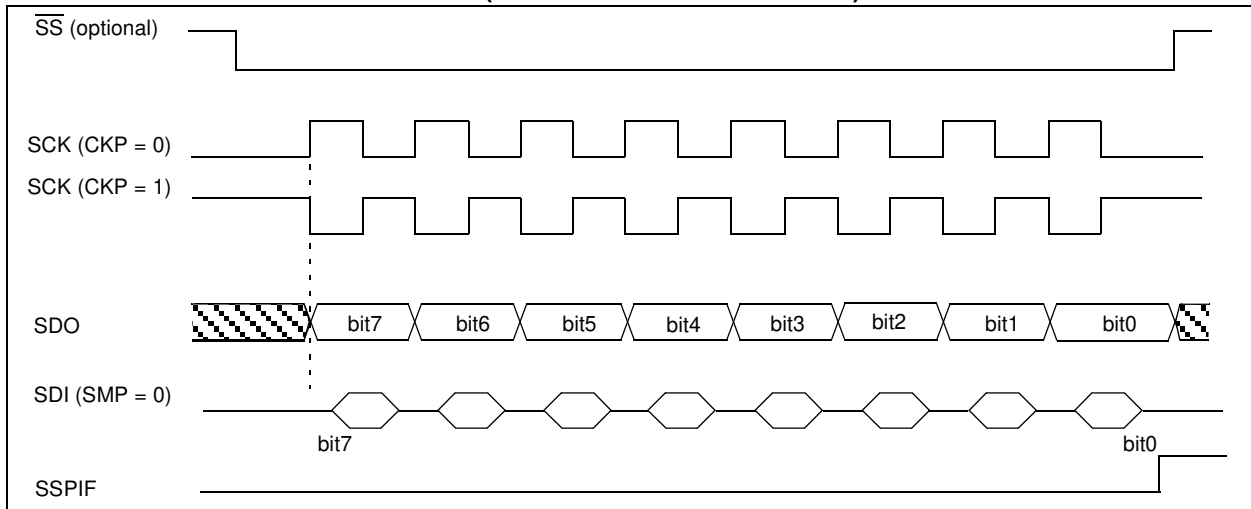 SS (optional)
SCK (CKP = 0)
SCK (CKP = 1)
SDO
bit7 bit6 bit5 bit4 bit3 bit2 bit1 bit0
SDI (SMP = 0)
bit7 bit0
SSPIF